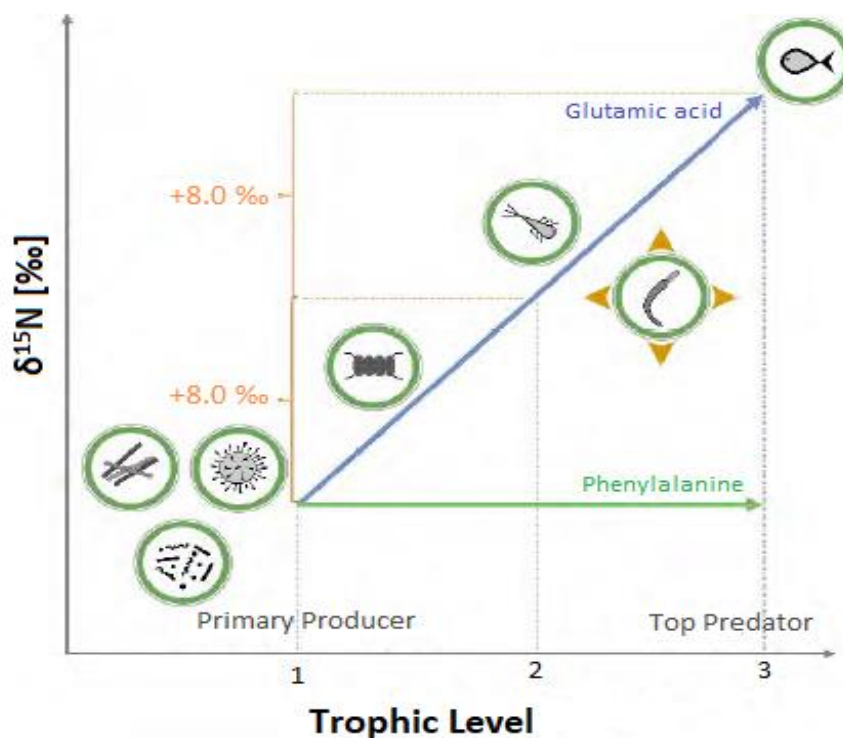 Glutamic acid
+8.0 ‰
δ¹⁵N [‰]
+8.0 ‰
Phenylalanine
Primary Producer
Top Predator
1
2
3
Trophic Level